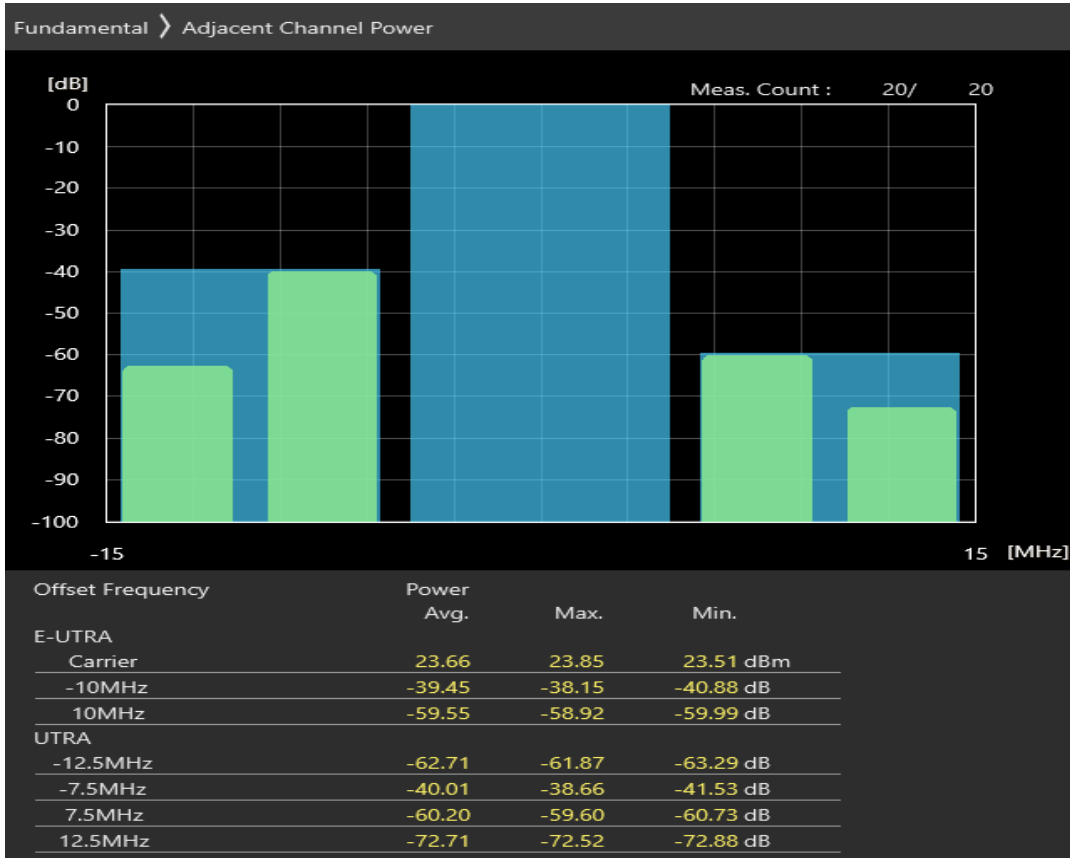 Fundamental 》 Adjacent Channel Power
[dB]
Meas. Count : 20/ 20
0
-10
-20
-30
-40
-50
-60
-70
-80
-90
-100
-15 15 [MHz]
Offset Frequency Power
Avg. Max. Min.
E-UTRA
Carrier 23.66 23.85 23.51 dBm
-10MHz -39.45 -38.15 -40.88 dB
10MHz -59.55 -58.92 -59.99 dB
UTRA
-12.5MHz -62.71 -61.87 -63.29 dB
-7.5MHz -40.01 -38.66 -41.53 dB
7.5MHz -60.20 -59.60 -60.73 dB
12.5MHz -72.71 -72.52 -72.88 dB